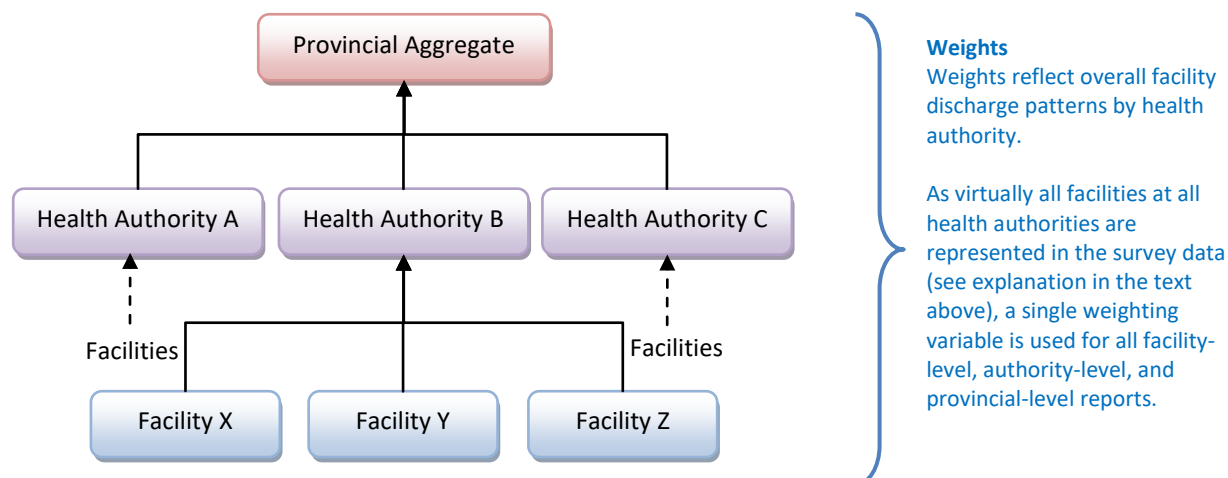 Provincial Aggregate
Health Authority A
Health Authority B
Health Authority C
Facilities
Facilities
Facility X
Facility Y
Facility Z
Weights
Weights reflect overall facility
discharge patterns by health
authority.
As virtually all facilities at all
health authorities are
represented in the survey data
(see explanation in the text
above), a single weighting
variable is used for all facility-
level, authority-level, and
provincial-level reports.